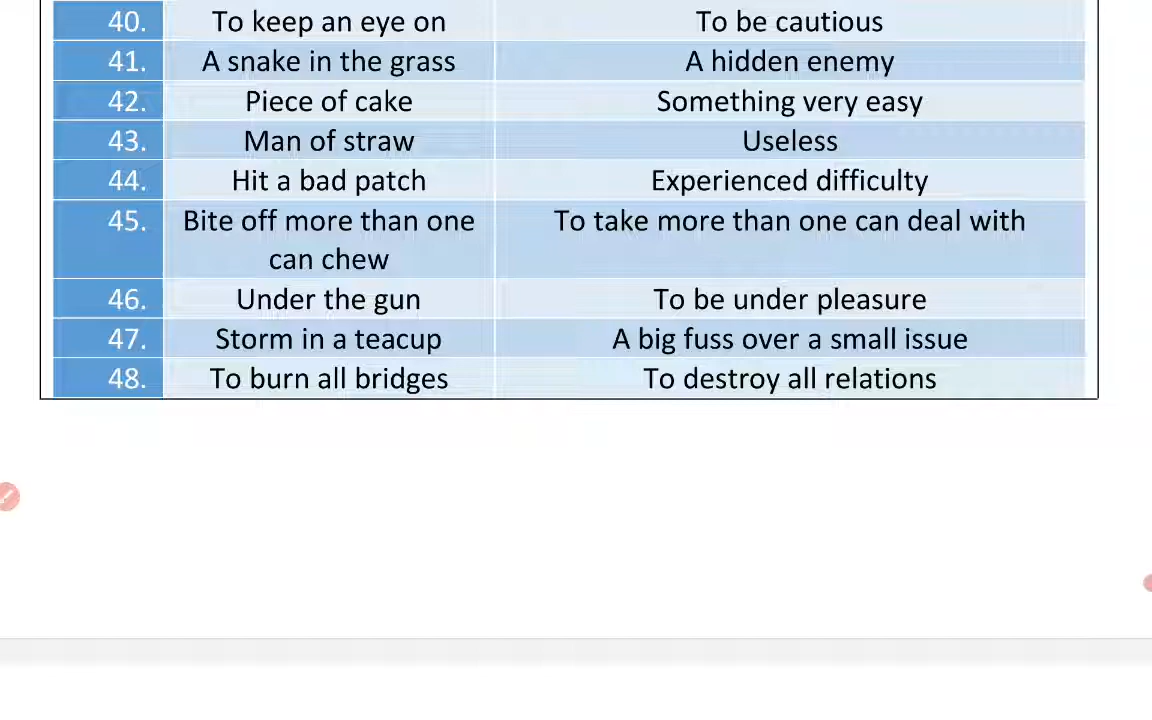 40. To keep an eye on To be cautious
41. A snake in the grass A hidden enemy
42. Piece of cake Something very easy
43. Man of straw Useless
44. Hit a bad patch Experienced difficulty
45. Bite off more than one To take more than one can deal with
can chew
46. Under the gun To be under pleasure
47. Storm in a teacup A big fuss over a small issue
48. To burn all bridges To destroy all relations